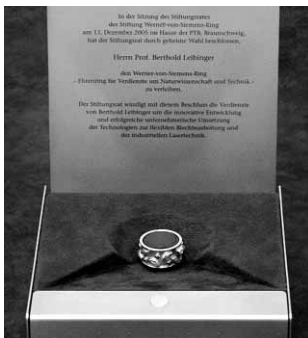 In der Sitzung des Stiftungsrates
der Stiftung Werner-von-Siemens-Ring
am 13. Dezember 2005 im Hause der PTB, Braunschweig,
hat der Stiftungsrat durch geheime Wahl beschlossen,
Herrn Prof. Berthold Leibinger
den Werner-von-Siemens-Ring
- Ehrenring für Verdienste um Naturwissenschaft und Technik -
zu verleihen.
Der Stiftungsrat würdigt mit diesem Beschluß die Verdienste
von Berthold Leibinger um die innovative Entwicklung
und erfolgreiche unternehmerische Umsetzung
der Technologien zur flexiblen Blechbearbeitung und
der industriellen Lasertechnik.